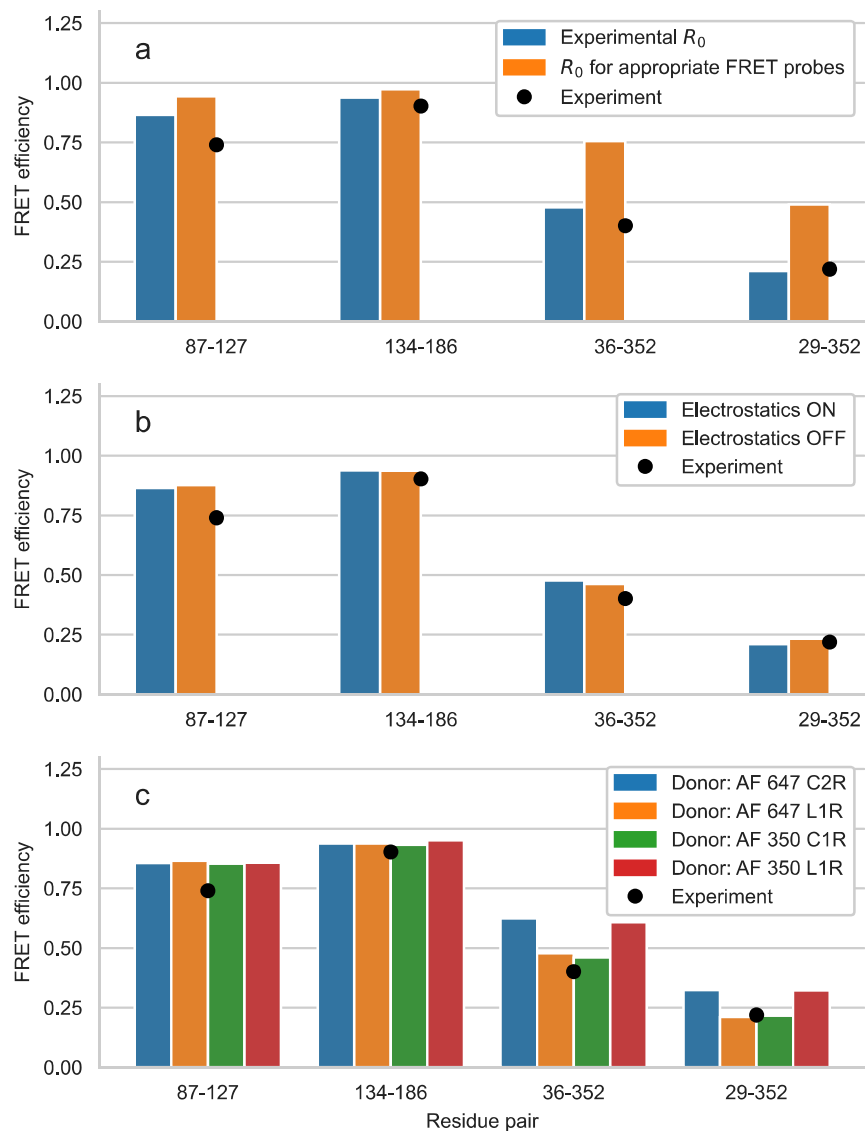 a
Experimental R0
R0 for appropriate FRET probes
Experiment
FRET efficiency
1.25
1.00
0.75
0.50
0.25
0.00
87-127
134-186
36-352
29-352
b
Electrostatics ON
Electrostatics OFF
Experiment
FRET efficiency
1.25
1.00
0.75
0.50
0.25
0.00
87-127
134-186
36-352
29-352
c
Donor: AF 647 C2R
Donor: AF 647 L1R
Donor: AF 350 C1R
Donor: AF 350 L1R
Experiment
FRET efficiency
1.25
1.00
0.75
0.50
0.25
0.00
87-127
134-186
36-352
29-352
Residue pair